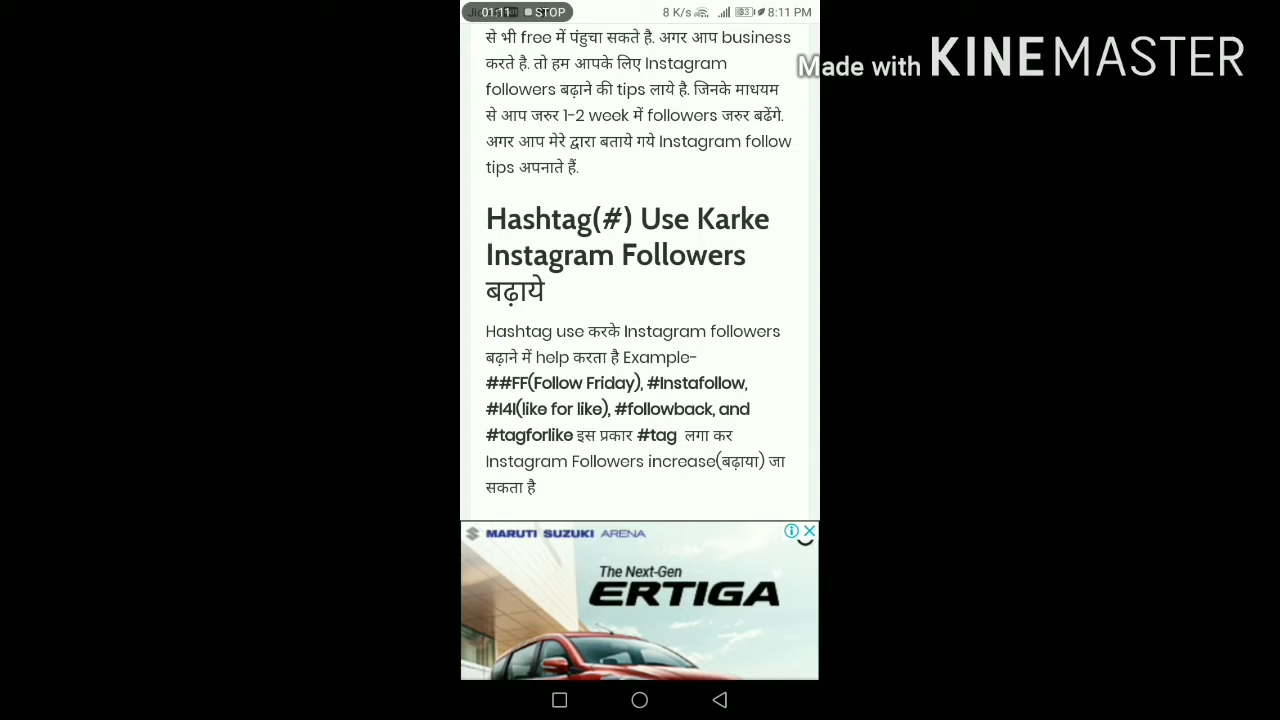 01:11 STOP
8 K/s 83 8:11 PM
Made with KINEMASTER
से भी free में पंहुचा सकते है. अगर आप business
करते है. तो हम आपके लिए Instagram
followers बढ़ाने की tips लाये है. जिनके माधयम
से आप जरुर 1-2 week में followers जरुर बढेंगे.
अगर आप मेरे द्वारा बताये गये Instagram follow
tips अपनाते हैं.
Hashtag(#) Use Karke
Instagram Followers
बढ़ाये
Hashtag use करके Instagram followers
बढ़ाने में help करता है Example-
##FF(Follow Friday), #Instafollow,
#l4l(like for like), #followback, and
#tagforlike इस प्रकार #tag लगा कर
Instagram Followers increase(बढ़ाया) जा
सकता है
MARUTI SUZUKI ARENA
The Next-Gen
ERTIGA